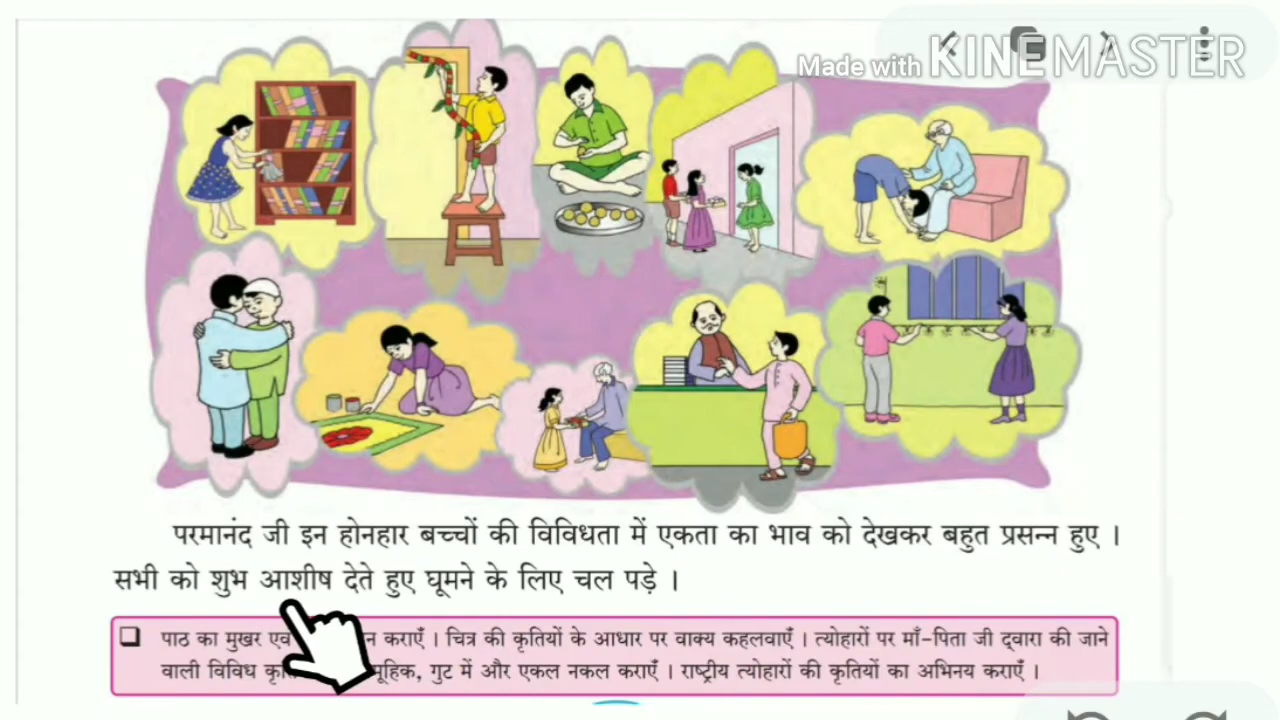 Made with KINEMASTER
परमानंद जी इन होनहार बच्चों की विविधता में एकता का भाव को देखकर बहुत प्रसन्न हुए ।
सभी को शुभ आशीष देते हुए घूमने के लिए चल पड़े ।
पाठ का मुखर एवं कराएँ । चित्र की कृतियों के आधार पर वाक्य कहलवाएँ । त्योहारों पर माँ-पिता जी द्वारा की जाने
वाली विविध गुट में और एकल नकल कराएँ । राष्ट्रीय त्योहारों की कृतियों का अभिनय कराएँ ।